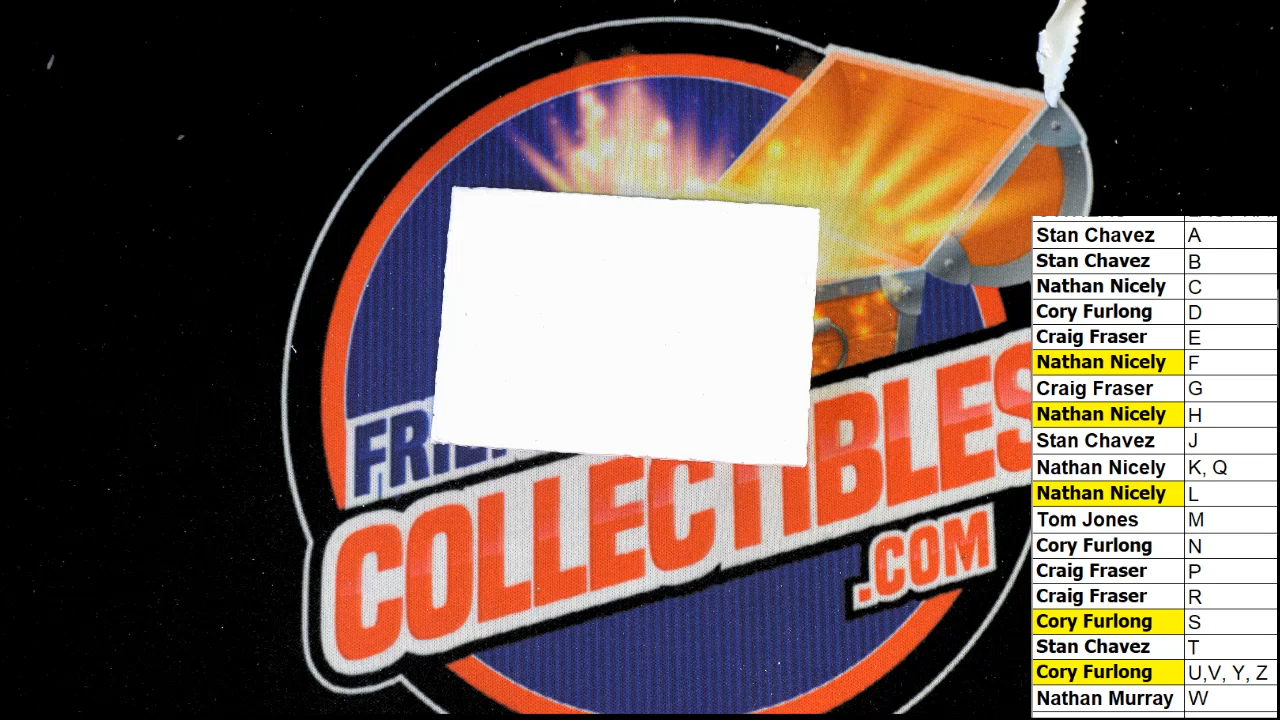 COLLECTIBLES
.COM
Stan Chavez A
Stan Chavez B
Nathan Nicely C
Cory Furlong D
Craig Fraser E
Nathan Nicely F
Craig Fraser G
Nathan Nicely H
Stan Chavez J
Nathan Nicely K, Q
Nathan Nicely L
Tom Jones M
Cory Furlong N
Craig Fraser P
Craig Fraser R
Cory Furlong S
Stan Chavez T
Cory Furlong U,V, Y, Z
Nathan Murray W